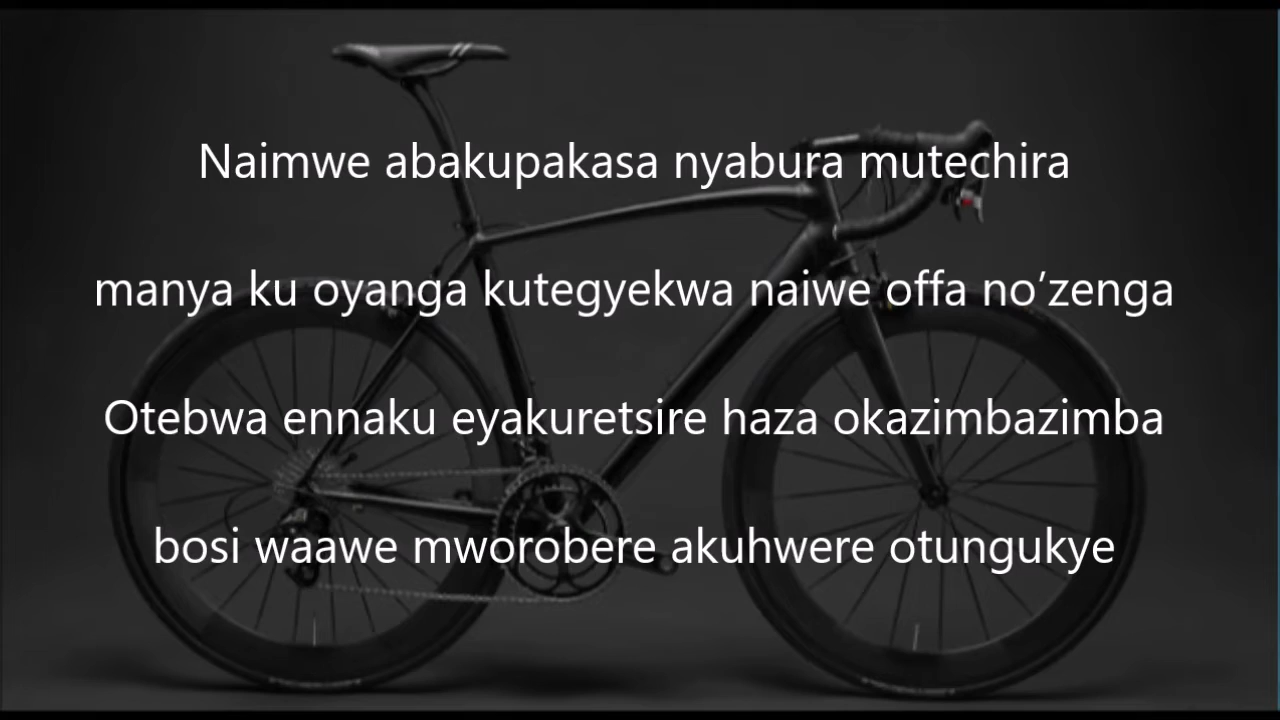 Naimwe abakupakasa nyabura mutechira
manya ku oyanga kutegyekwa naiwe offa no’zenga
Otebwa ennaku eyakuretsire haza okazimbazimba
bosi waawe mworobere akuhwere otungukye